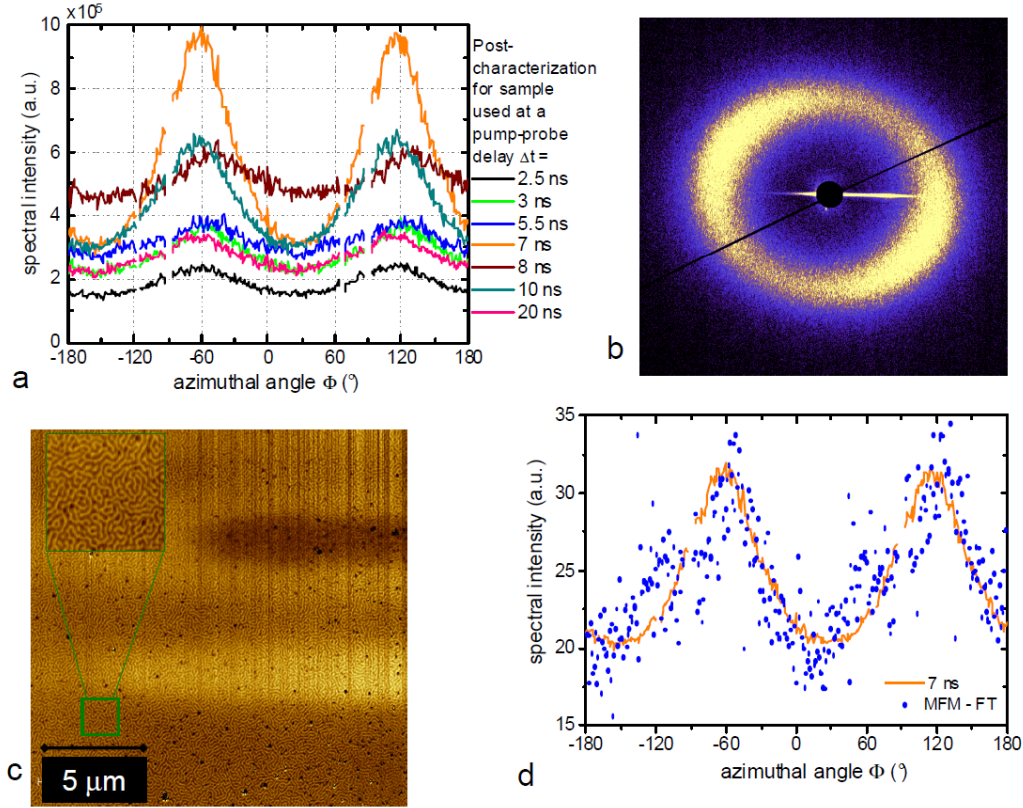 x10⁵
10
8
6
4
2
0
-180 -120 -60 0 60 120 180
spectral intensity (a.u.)
azimuthal angle Φ (°)
Post-
characterization
for sample
used at a
pump-probe
delay Δt =
2.5 ns
3 ns
5.5 ns
7 ns
8 ns
10 ns
20 ns
a
b
5 μm
c
35
30
25
20
15
-180 -120 -60 0 60 120 180
spectral intensity (a.u.)
azimuthal angle Φ (°)
7 ns
MFM - FT
d